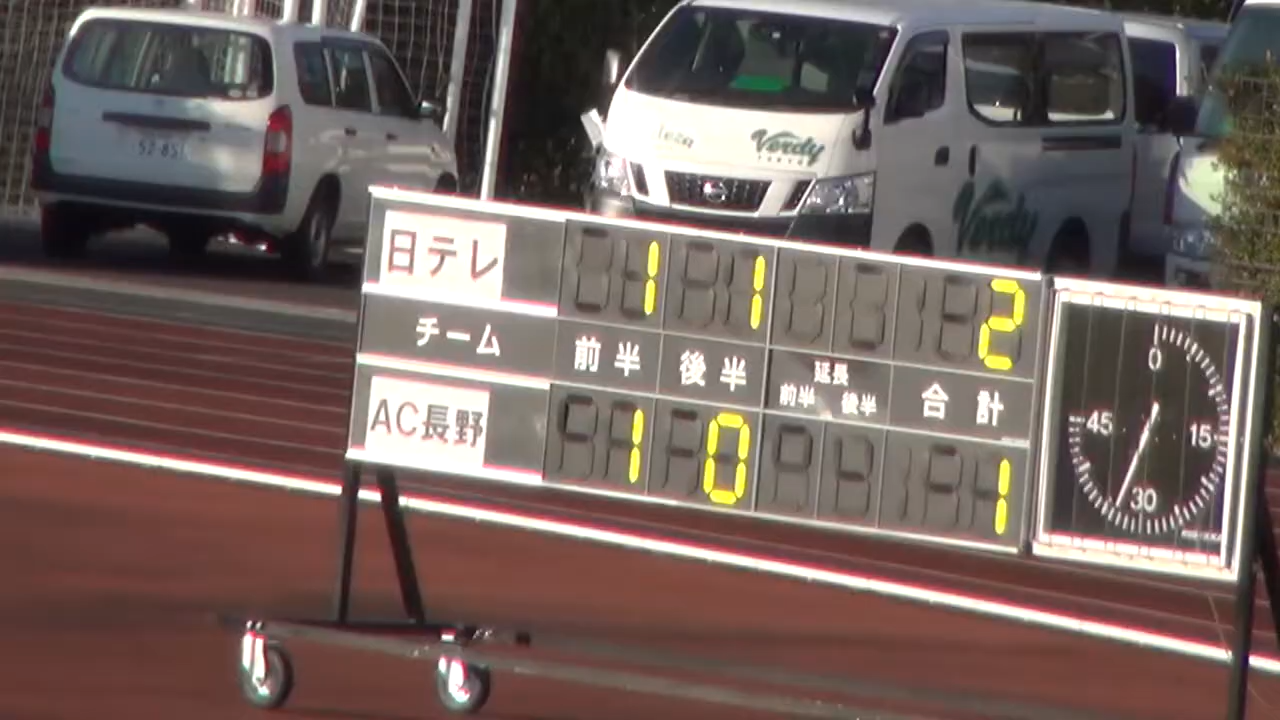 52-85
Verdy
TOKYO
Verdy
日テレ 1 1 2
チーム 前半 後半 延長 前半 後半 合計
AC長野 1 0 1
0
15
30
45